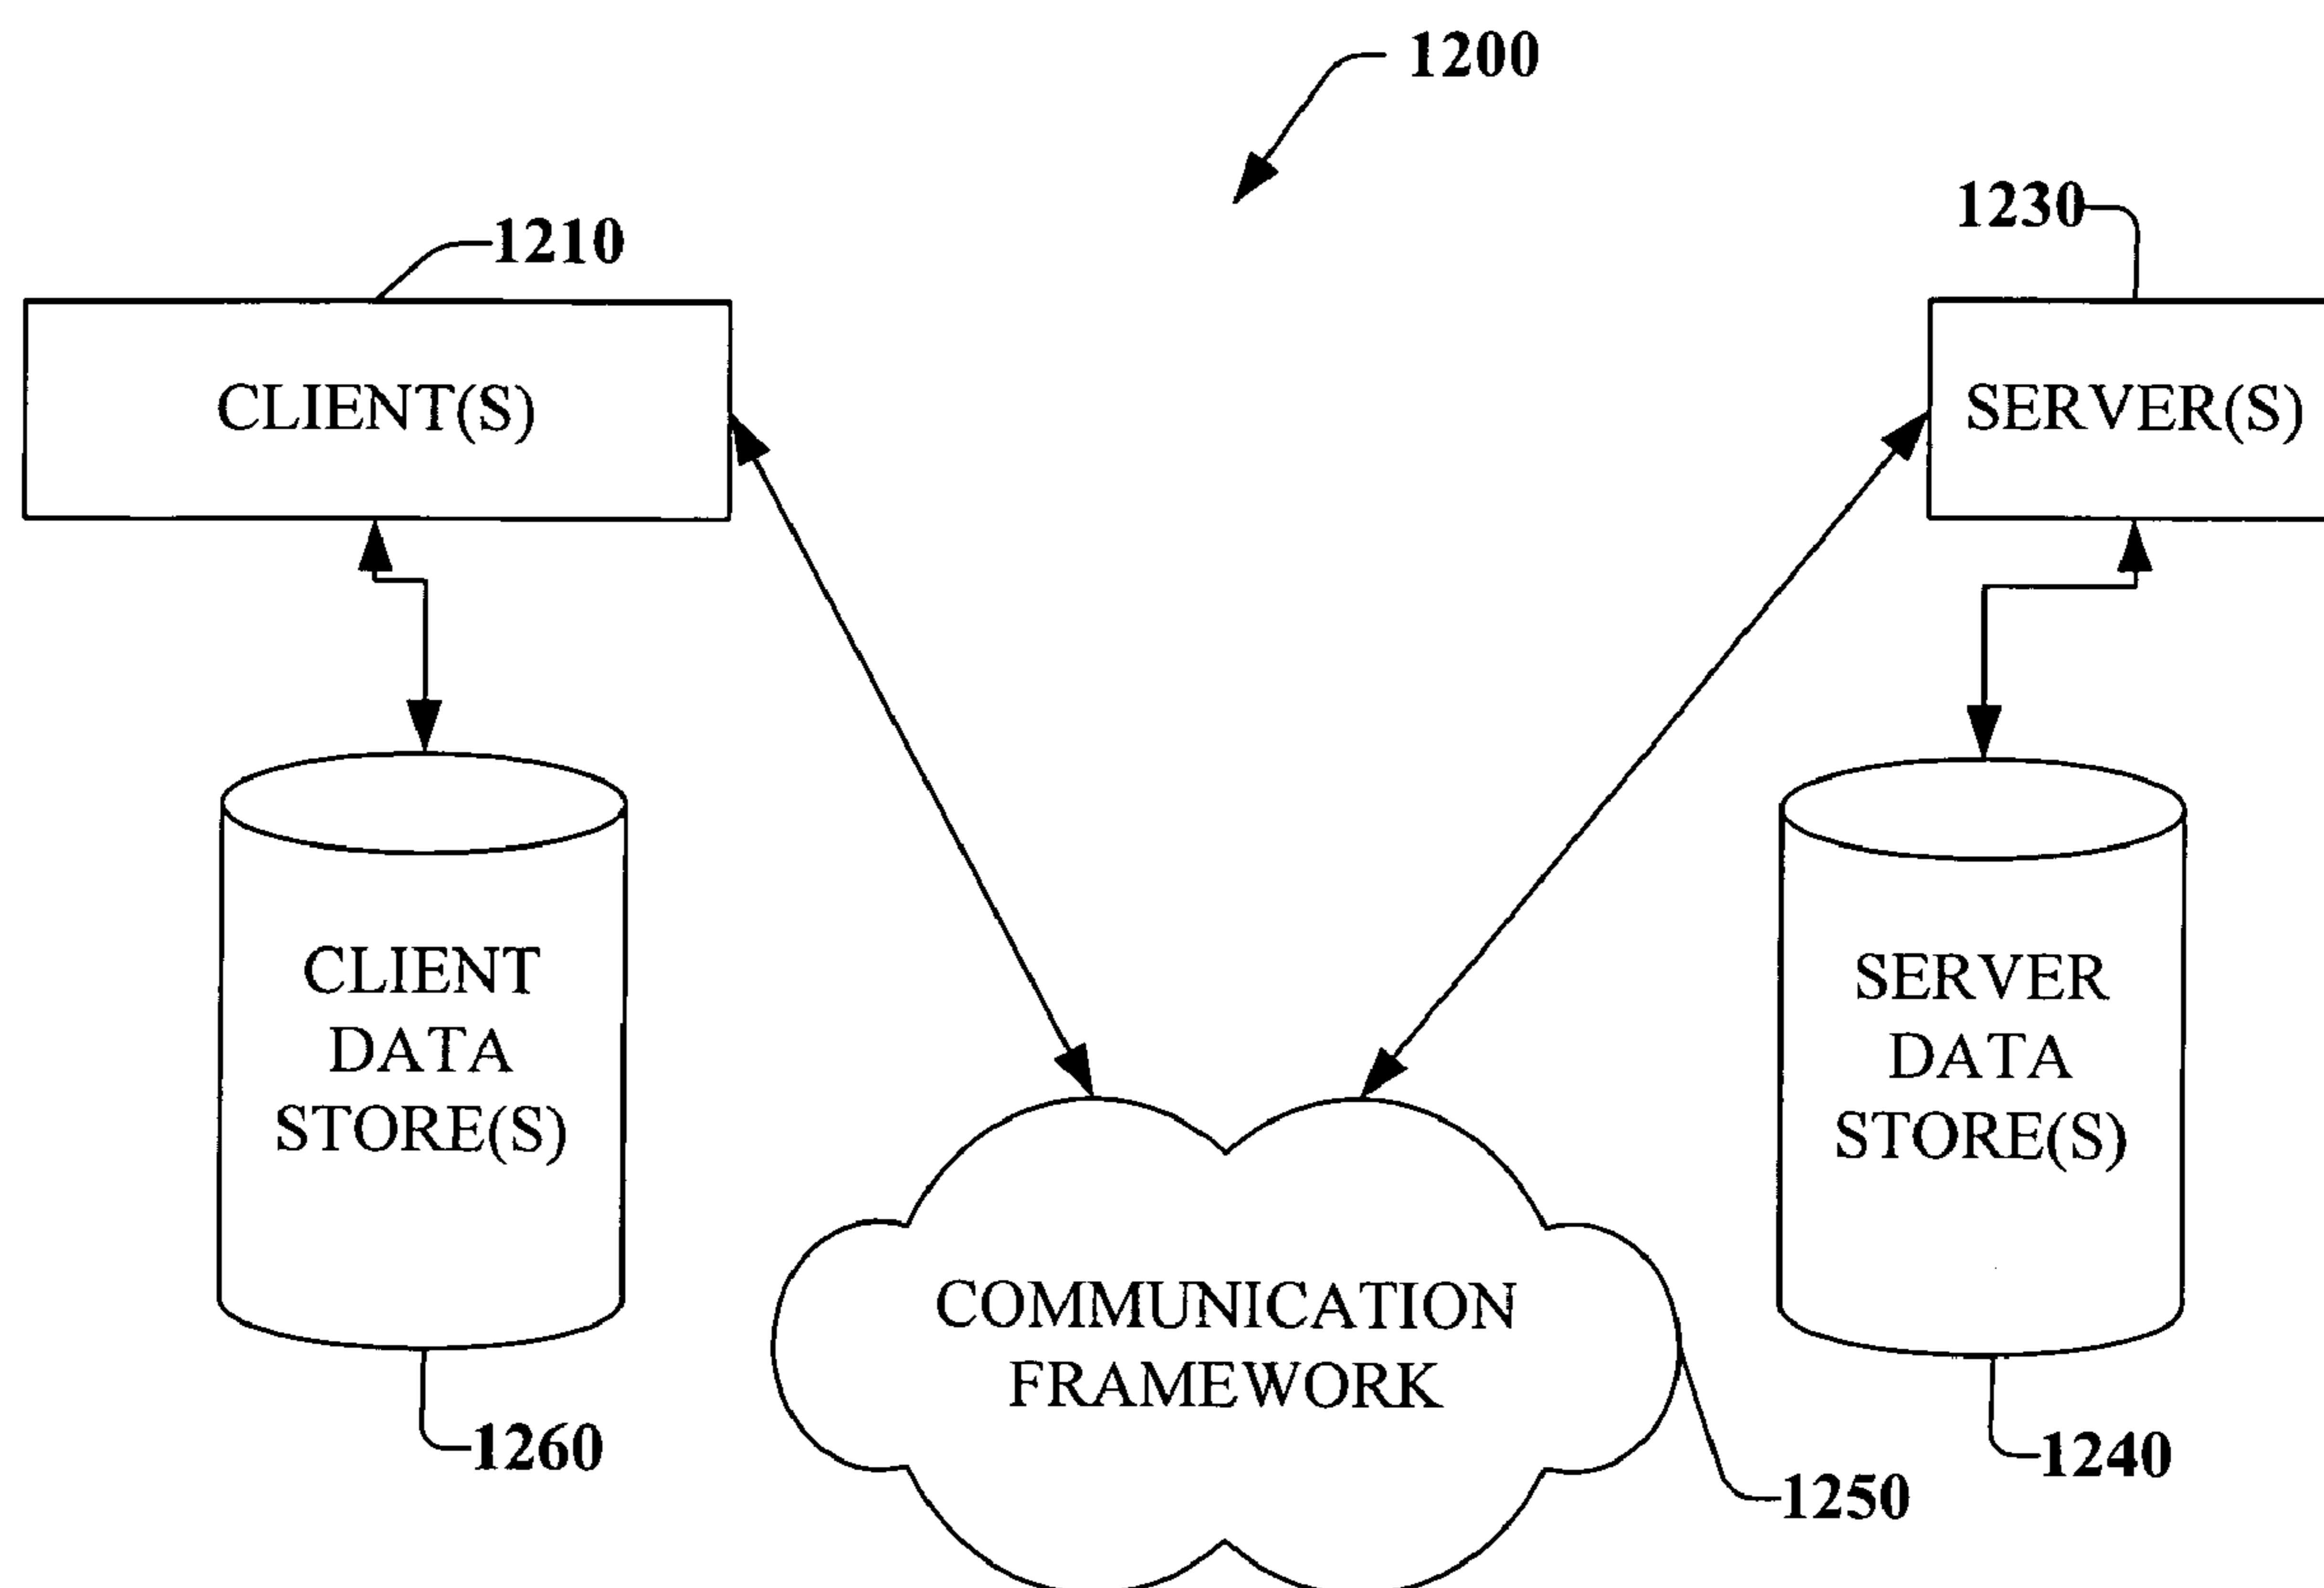 1200
1210
1230
CLIENT(S)
SERVER(S)
CLIENT
DATA
STORE(S)
SERVER
DATA
STORE(S)
COMMUNICATION
FRAMEWORK
1260
1240
1250